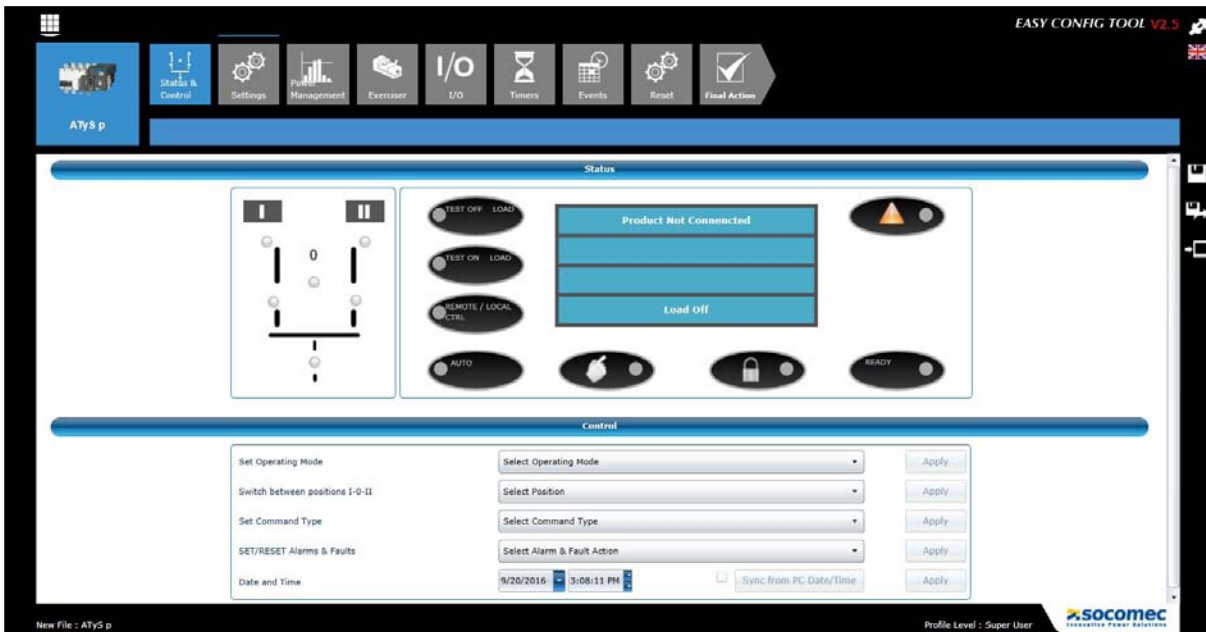 EASY CONFIG TOOL V2.5
Status & Control
Settings
Power Management
Exerciser
I/O
I/O
Timers
Events
Reset
Final Action
ATyS p
Status
I
II
0
TEST OFF LOAD
TEST ON LOAD
REMOTE / LOCAL CTRL
AUTO
Product Not Connencted
Load Off
READY
Control
Set Operating Mode
Select Operating Mode
Apply
Switch between positions I-0-II
Select Position
Apply
Set Command Type
Select Command Type
Apply
SET/RESET Alarms & Faults
Select Alarm & Fault Action
Apply
Date and Time
9/20/2016
3:08:11 PM
Sync from PC Date/Time
Apply
New File : ATyS p
Profile Level : Super User
socomec
Innovative Power Solutions